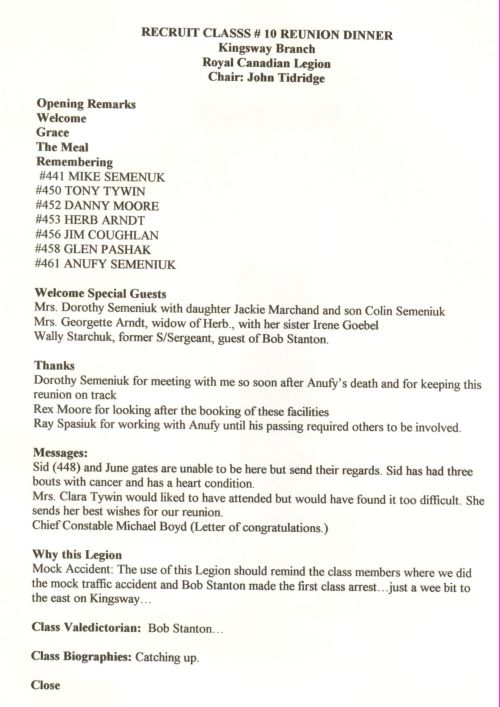 RECRUIT CLASSS # 10 REUNION DINNER
Kingsway Branch
Royal Canadian Legion
Chair: John Tidridge
Opening Remarks
Welcome
Grace
The Meal
Remembering
#441 MIKE SEMENUK
#450 TONY TYWIN
#452 DANNY MOORE
#453 HERB ARNDT
#456 JIM COUGHLAN
#458 GLEN PASHAK
#461 ANUFY SEMENIUK
Welcome Special Guests
Mrs. Dorothy Semeniuk with daughter Jackie Marchand and son Colin Semeniuk
Mrs. Georgette Arndt, widow of Herb., with her sister Irene Goebel
Wally Starchuk, former S/Sergeant, guest of Bob Stanton.
Thanks
Dorothy Semeniuk for meeting with me so soon after Anufy's death and for keeping this
reunion on track
Rex Moore for looking after the booking of these facilities
Ray Spasiuk for working with Anufy until his passing required others to be involved.
Messages:
Sid (448) and June gates are unable to be here but send their regards. Sid has had three
bouts with cancer and has a heart condition.
Mrs. Clara Tywin would liked to have attended but would have found it too difficult. She
sends her best wishes for our reunion.
Chief Constable Michael Boyd (Letter of congratulations.)
Why this Legion
Mock Accident: The use of this Legion should remind the class members where we did
the mock traffic accident and Bob Stanton made the first class arrest…just a wee bit to
the east on Kingsway…
Class Valedictorian: Bob Stanton…
Class Biographies: Catching up.
Close